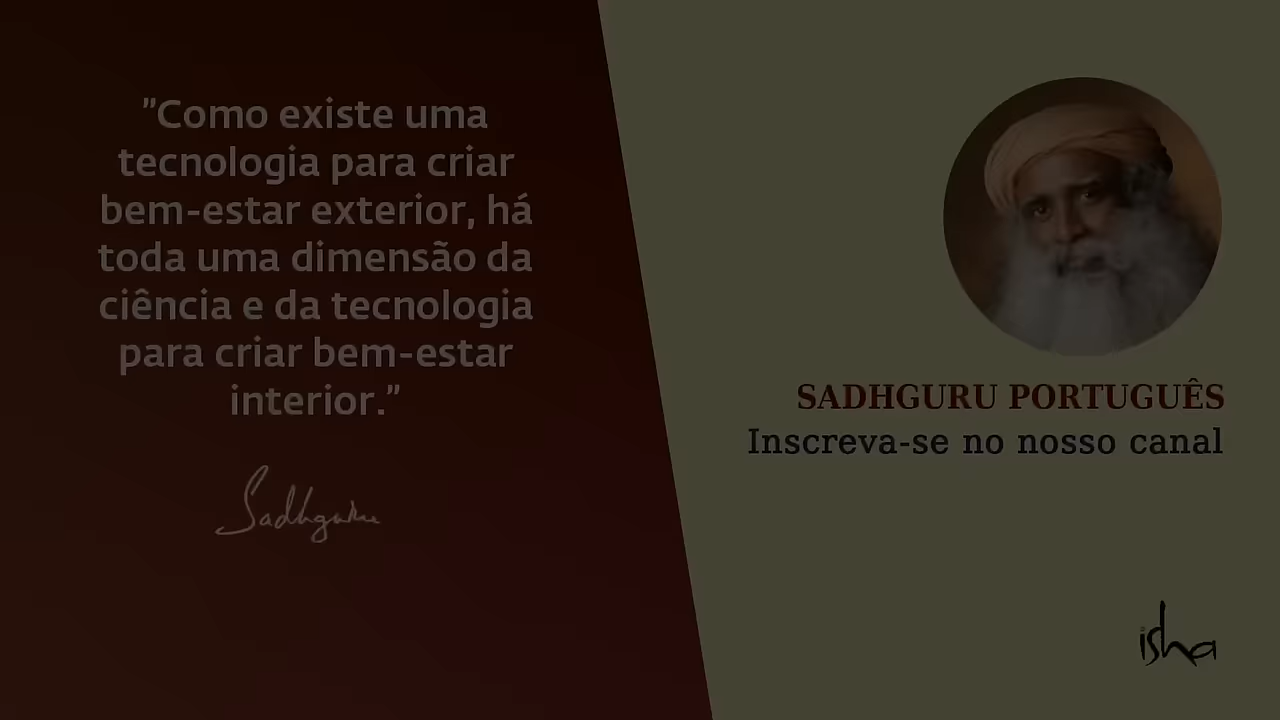 "Como existe uma
tecnologia para criar
bem-estar exterior, há
toda uma dimensão da
ciência e da tecnologia
para criar bem-estar
interior.”
Sadhguru
SADHGURU PORTUGUÊS
Inscreva-se no nosso canal
isha